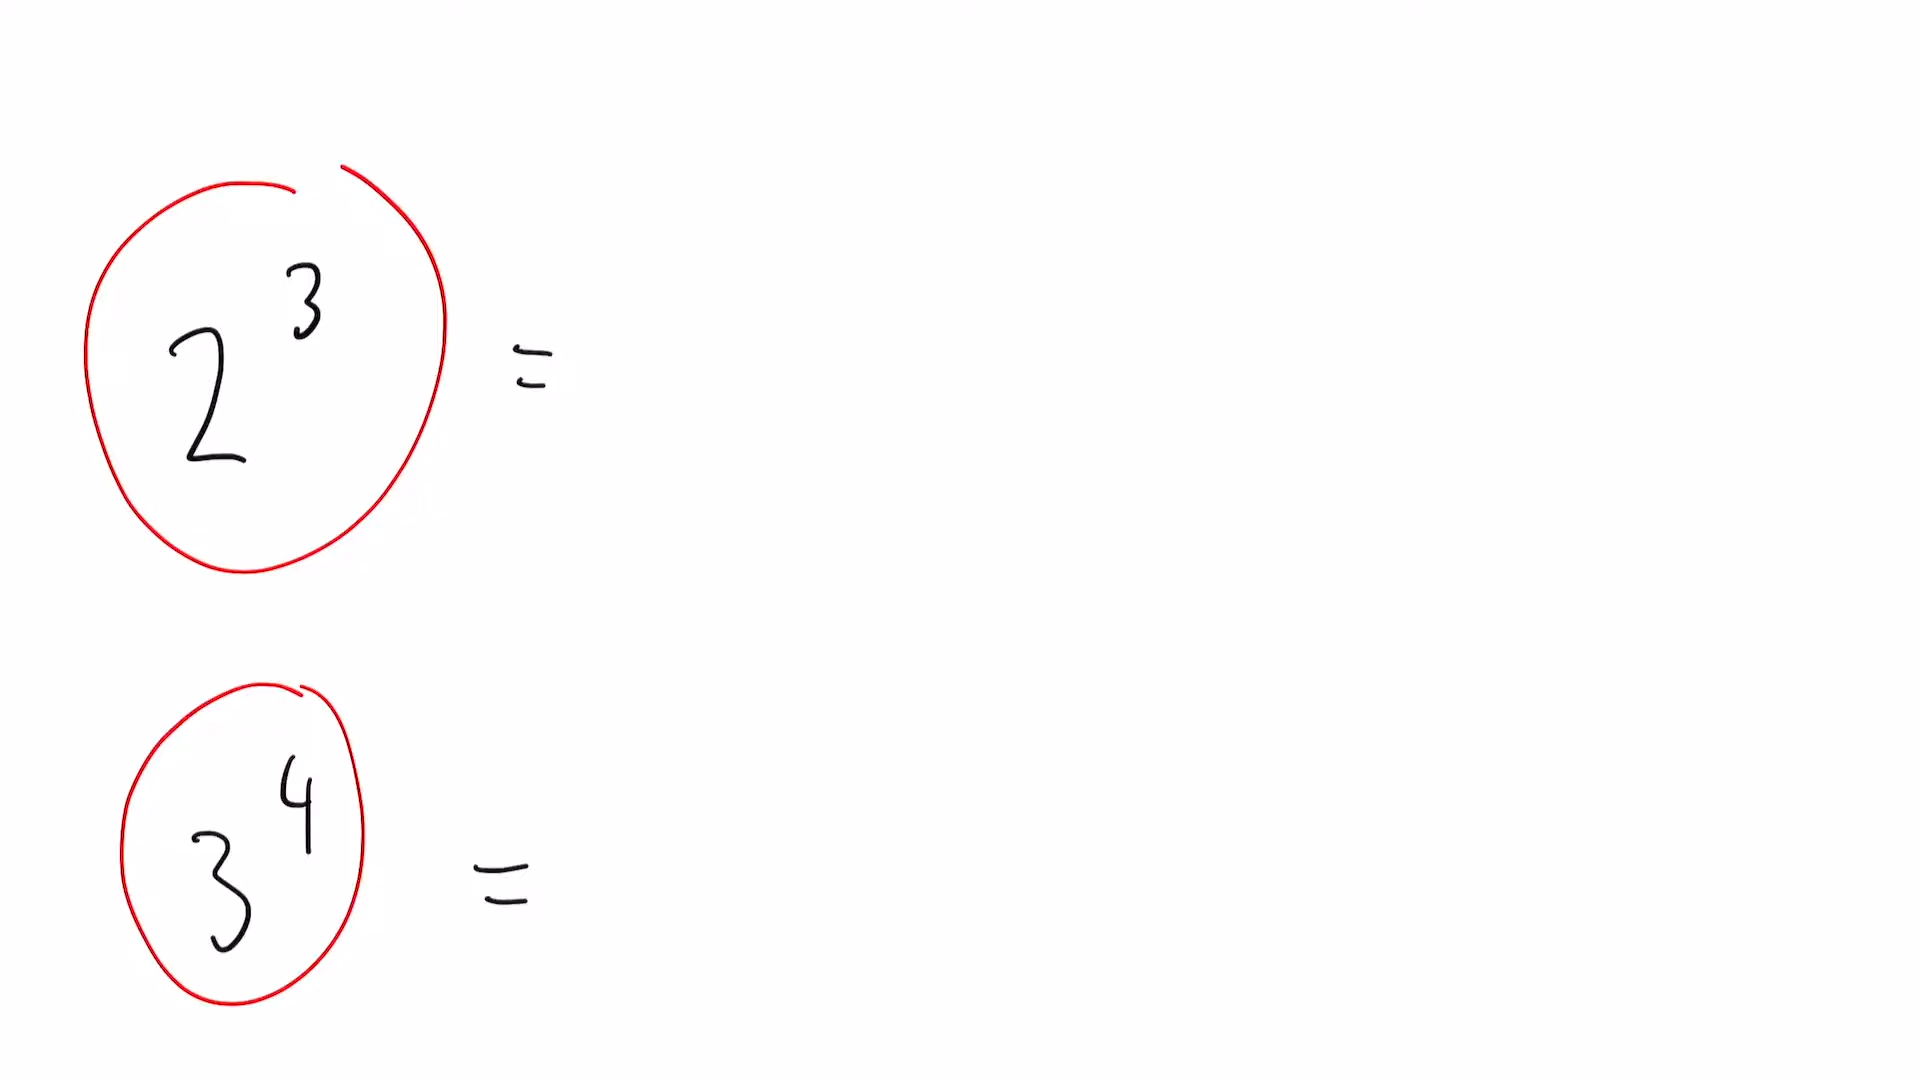 2³ =
3⁴ =